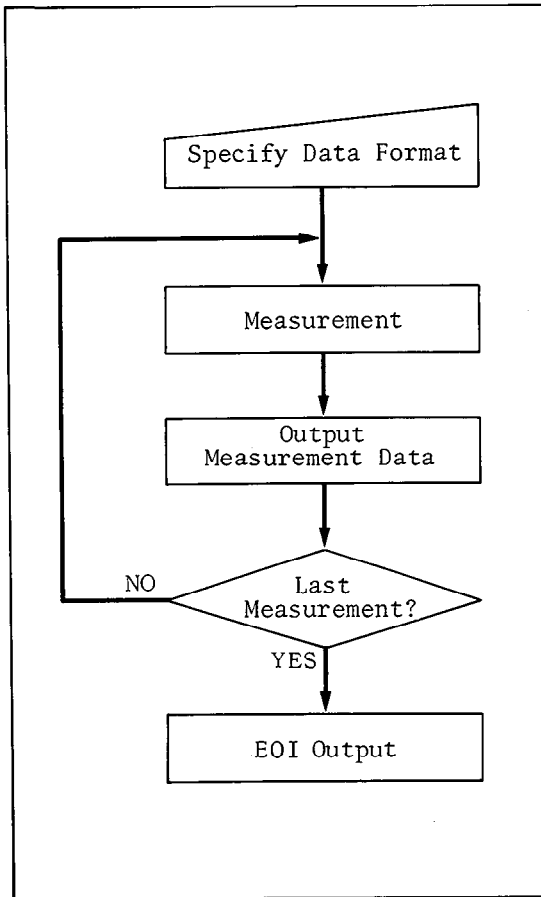 Specify Data Format
Measurement
Output
Measurement Data
Last
Measurement?
NO
YES
EOI Output